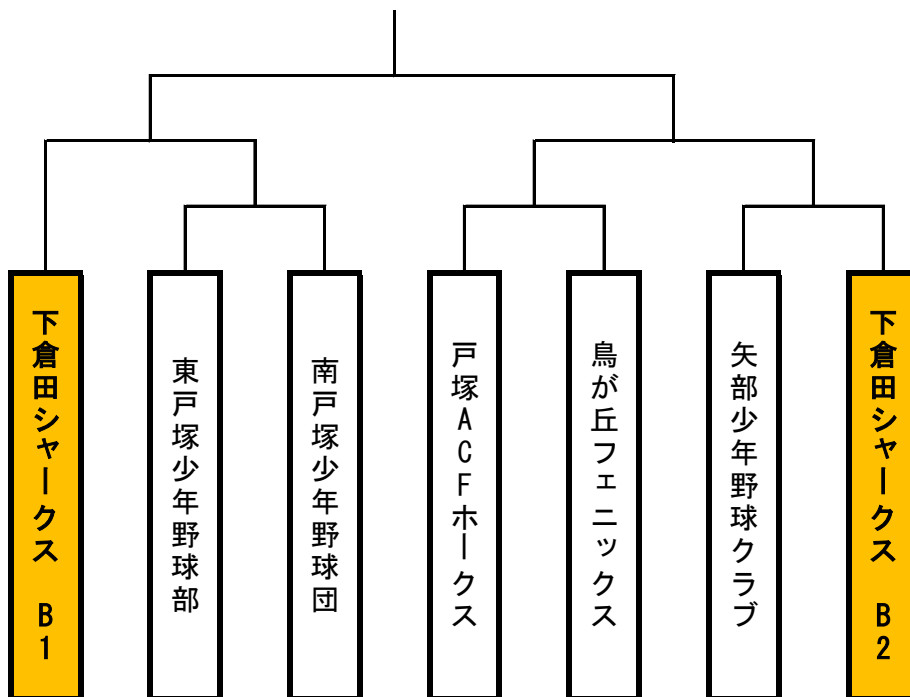 下倉田シャークス　B1
東戸塚少年野球部
南戸塚少年野球団
戸塚ACFホークス
鳥が丘フェニックス
矢部少年野球クラブ
下倉田シャークス　B2